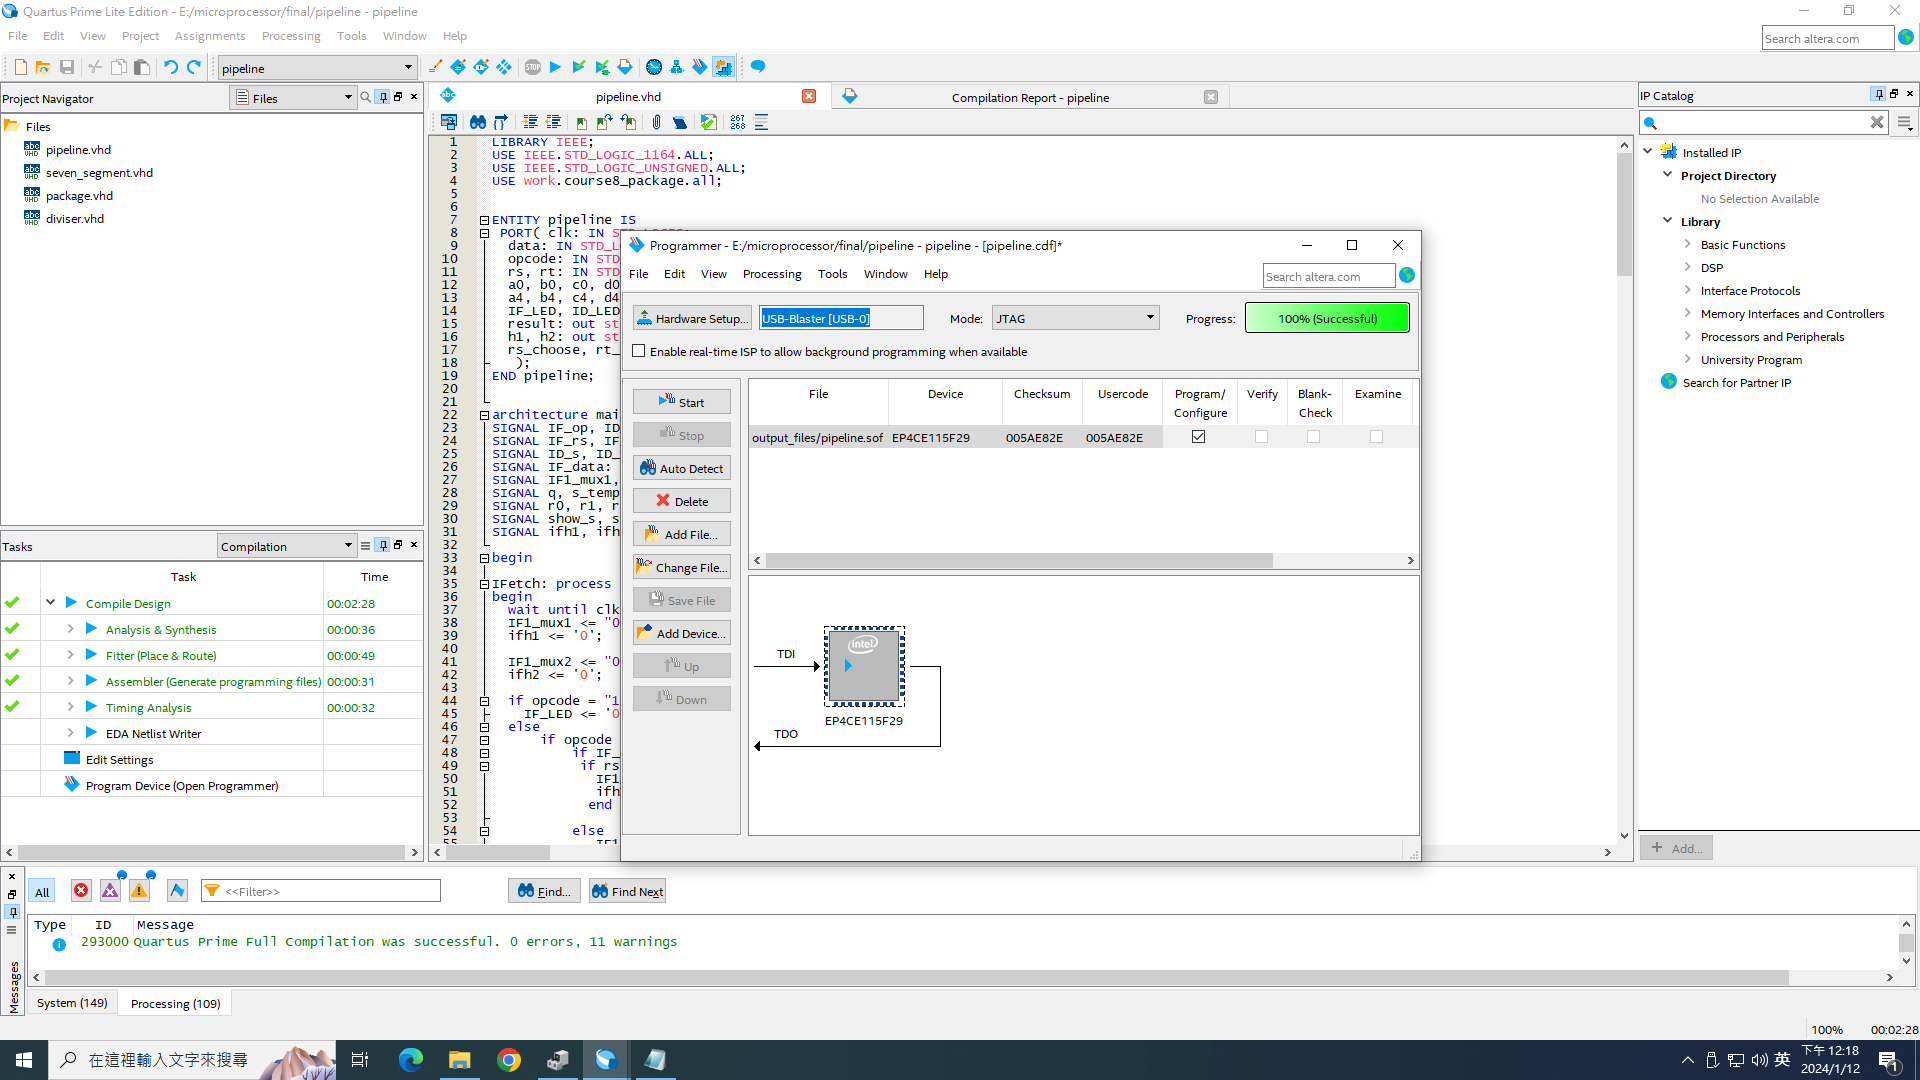 Quartus Prime Lite Edition - E:/microprocessor/final/pipeline - pipeline
File Edit View Project Assignments Processing Tools Window Help
Search altera.com
pipeline
Project Navigator
Files
pipeline.vhd
Compilation Report - pipeline
IP Catalog
Files
pipeline.vhd
seven_segment.vhd
package.vhd
diviser.vhd
267
268
1 LIBRARY IEEE;
2 USE IEEE.STD_LOGIC_1164.ALL;
3 USE IEEE.STD_LOGIC_UNSIGNED.ALL;
4 USE work.course8_package.all;
5
6
7 ENTITY pipeline IS
8 PORT( clk: IN
9 data: IN STD_L
10 opcode: IN STD
11 rs, rt: IN STD
12 a0, b0, c0, d0
13 a4, b4, c4, d4
14 IF_LED, ID_LED
15 result: out st
16 h1, h2: out st
17 rs_choose, rt_
18 );
19 END pipeline;
20
21
22 architecture mai
23 SIGNAL IF_op, ID
24 SIGNAL IF_rs, IF
25 SIGNAL ID_s, ID_
26 SIGNAL IF_data:
27 SIGNAL IF1_mux1,
28 SIGNAL q, s_temp
29 SIGNAL r0, r1, r
30 SIGNAL show_s, s
31 SIGNAL ifh1, ifh
32
33 begin
34
35 IFetch: process
36 begin
37 wait until clk
38 IF1_mux1 <= "0
39 ifh1 <= '0';
40
41 IF1_mux2 <= "0
42 ifh2 <= '0';
43
44 if opcode = "1
45 IF_LED <= '0
46 else
47 if opcode
48 if IF_
49 if rs
50 IF1
51 ifh
52 end
53
54 else
55 IF1
Programmer - E:/microprocessor/final/pipeline - pipeline - [pipeline.cdf]*
File Edit View Processing Tools Window Help
Search altera.com
Hardware Setup... USB-Blaster [USB-0] Mode: JTAG Progress: 100% (Successful)
Enable real-time ISP to allow background programming when available
Start
Stop
Auto Detect
Delete
Add File...
Change File...
Save File
Add Device...
Up
Down
File Device Checksum Usercode Program/ Configure Verify Blank- Check Examine
output_files/pipeline.sof EP4CE115F29 005AE82E 005AE82E
TDI
intel
EP4CE115F29
TDO
Installed IP
Project Directory
No Selection Available
Library
Basic Functions
DSP
Interface Protocols
Memory Interfaces and Controllers
Processors and Peripherals
University Program
Search for Partner IP
Add...
Tasks
Compilation
Task Time
Compile Design 00:02:28
Analysis & Synthesis 00:00:36
Fitter (Place & Route) 00:00:49
Assembler (Generate programming files) 00:00:31
Timing Analysis 00:00:32
EDA Netlist Writer
Edit Settings
Program Device (Open Programmer)
All
<<Filter>>
Find... Find Next
Type ID Message
293000 Quartus Prime Full Compilation was successful. 0 errors, 11 warnings
Messages
System (149) Processing (109)
100% 00:02:28
在這裡輸入文字來搜尋
英
下午 12:18
2024/1/12
1